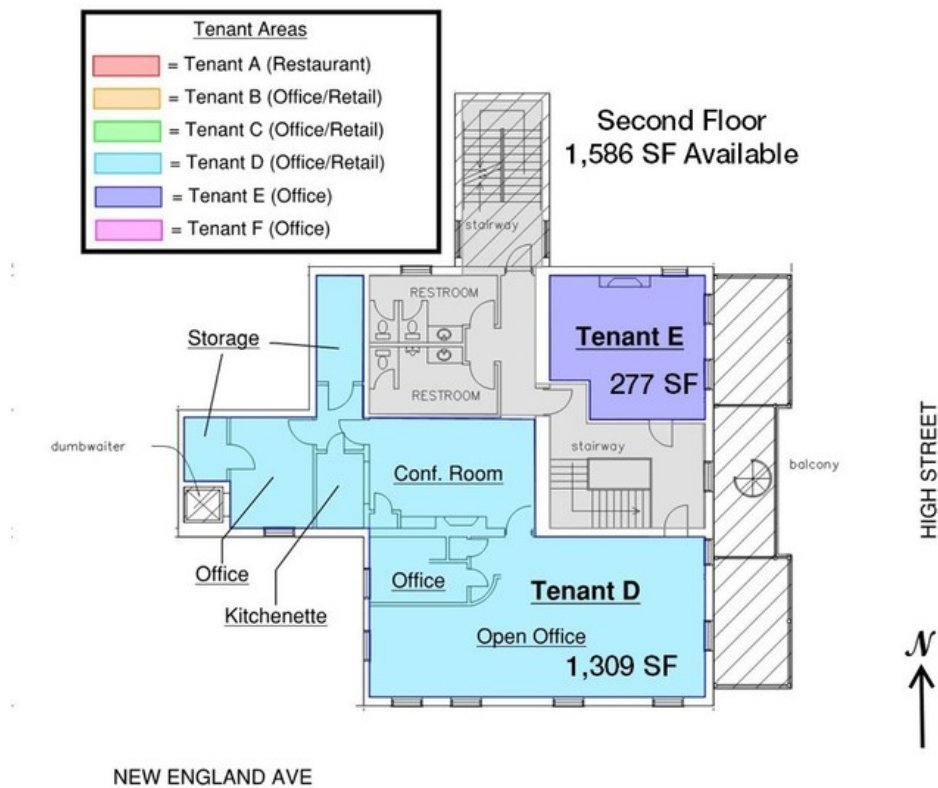 Tenant Areas
= Tenant A (Restaurant)
= Tenant B (Office/Retail)
= Tenant C (Office/Retail)
= Tenant D (Office/Retail)
= Tenant E (Office)
= Tenant F (Office)
Second Floor
1,586 SF Available
stairway
RESTROOM
Storage
Tenant E
277 SF
RESTROOM
dumbwaiter
stairway
Conf. Room
balcony
HIGH STREET
Office
Office
Kitchenette
Tenant D
Open Office
1,309 SF
N
NEW ENGLAND AVE